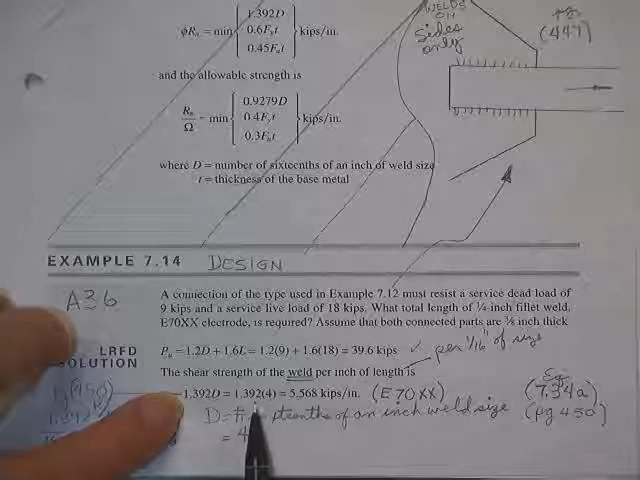 WELDS
ON
Sides
only
pg.
(447)
1.392D
ϕRₙ = min { 0.6Fᵧt } kips/in.
0.45Fᵤt
and the allowable strength is
0.9279D
Rₙ/Ω = min { 0.4Fᵧt } kips/in.
0.3Fᵤt
where D = number of sixteenths of an inch of weld size
t = thickness of the base metal
EXAMPLE 7.14 DESIGN
A36
A connection of the type used in Example 7.12 must resist a service dead load of
9 kips and a service live load of 18 kips. What total length of ¼-inch fillet weld,
E70XX electrode, is required? Assume that both connected parts are ⅜ inch thick
LRFD
SOLUTION
Pᵤ = 1.2D + 1.6L = 1.2(9) + 1.6(18) = 39.6 kips ✓ per 1/16" of size
The shear strength of the weld per inch of length is
1.392D = 1.392(4) = 5.568 kips/in. (E70XX) (7.34a)
D = # teenths of an inch weld size (pg 450)
= 4